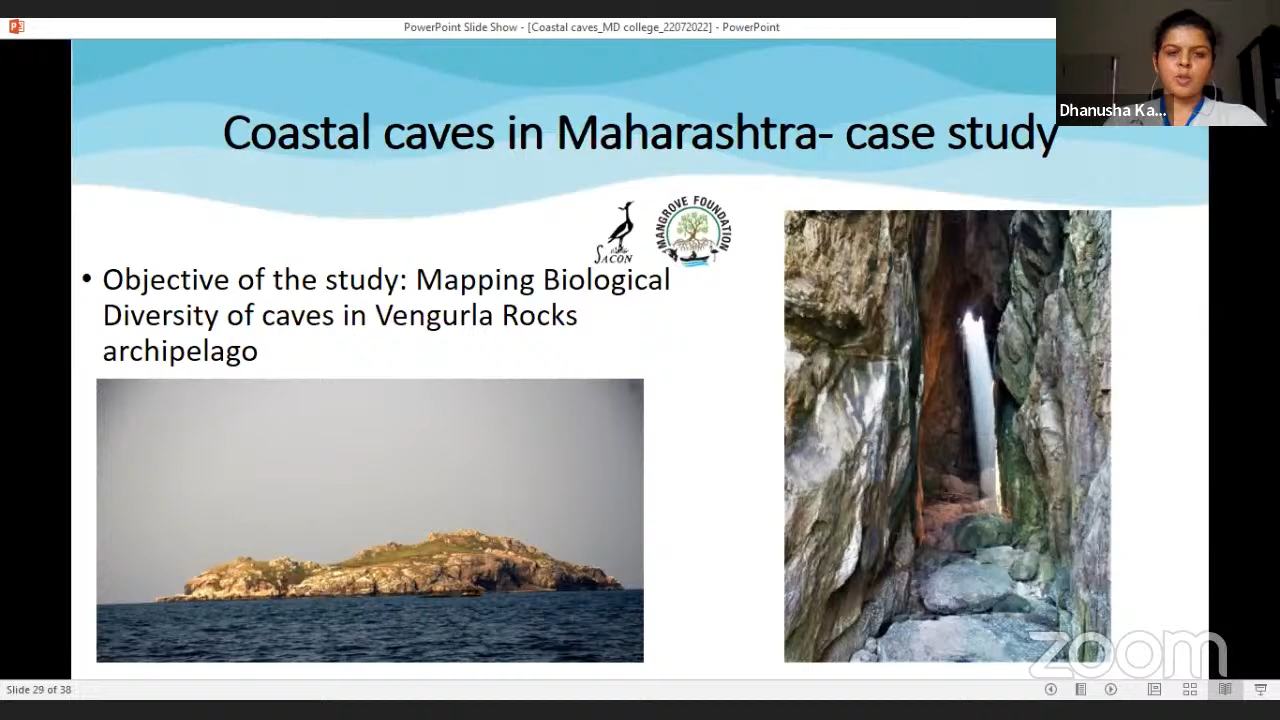 PowerPoint Slide Show - [Coastal caves_MD college_22072022] - PowerPoint
Dhanusha Ka...
Coastal caves in Maharashtra- case study
SACON
MANGROVE FOUNDATION
• Objective of the study: Mapping Biological
Diversity of caves in Vengurla Rocks
archipelago
zoom
Slide 29 of 38